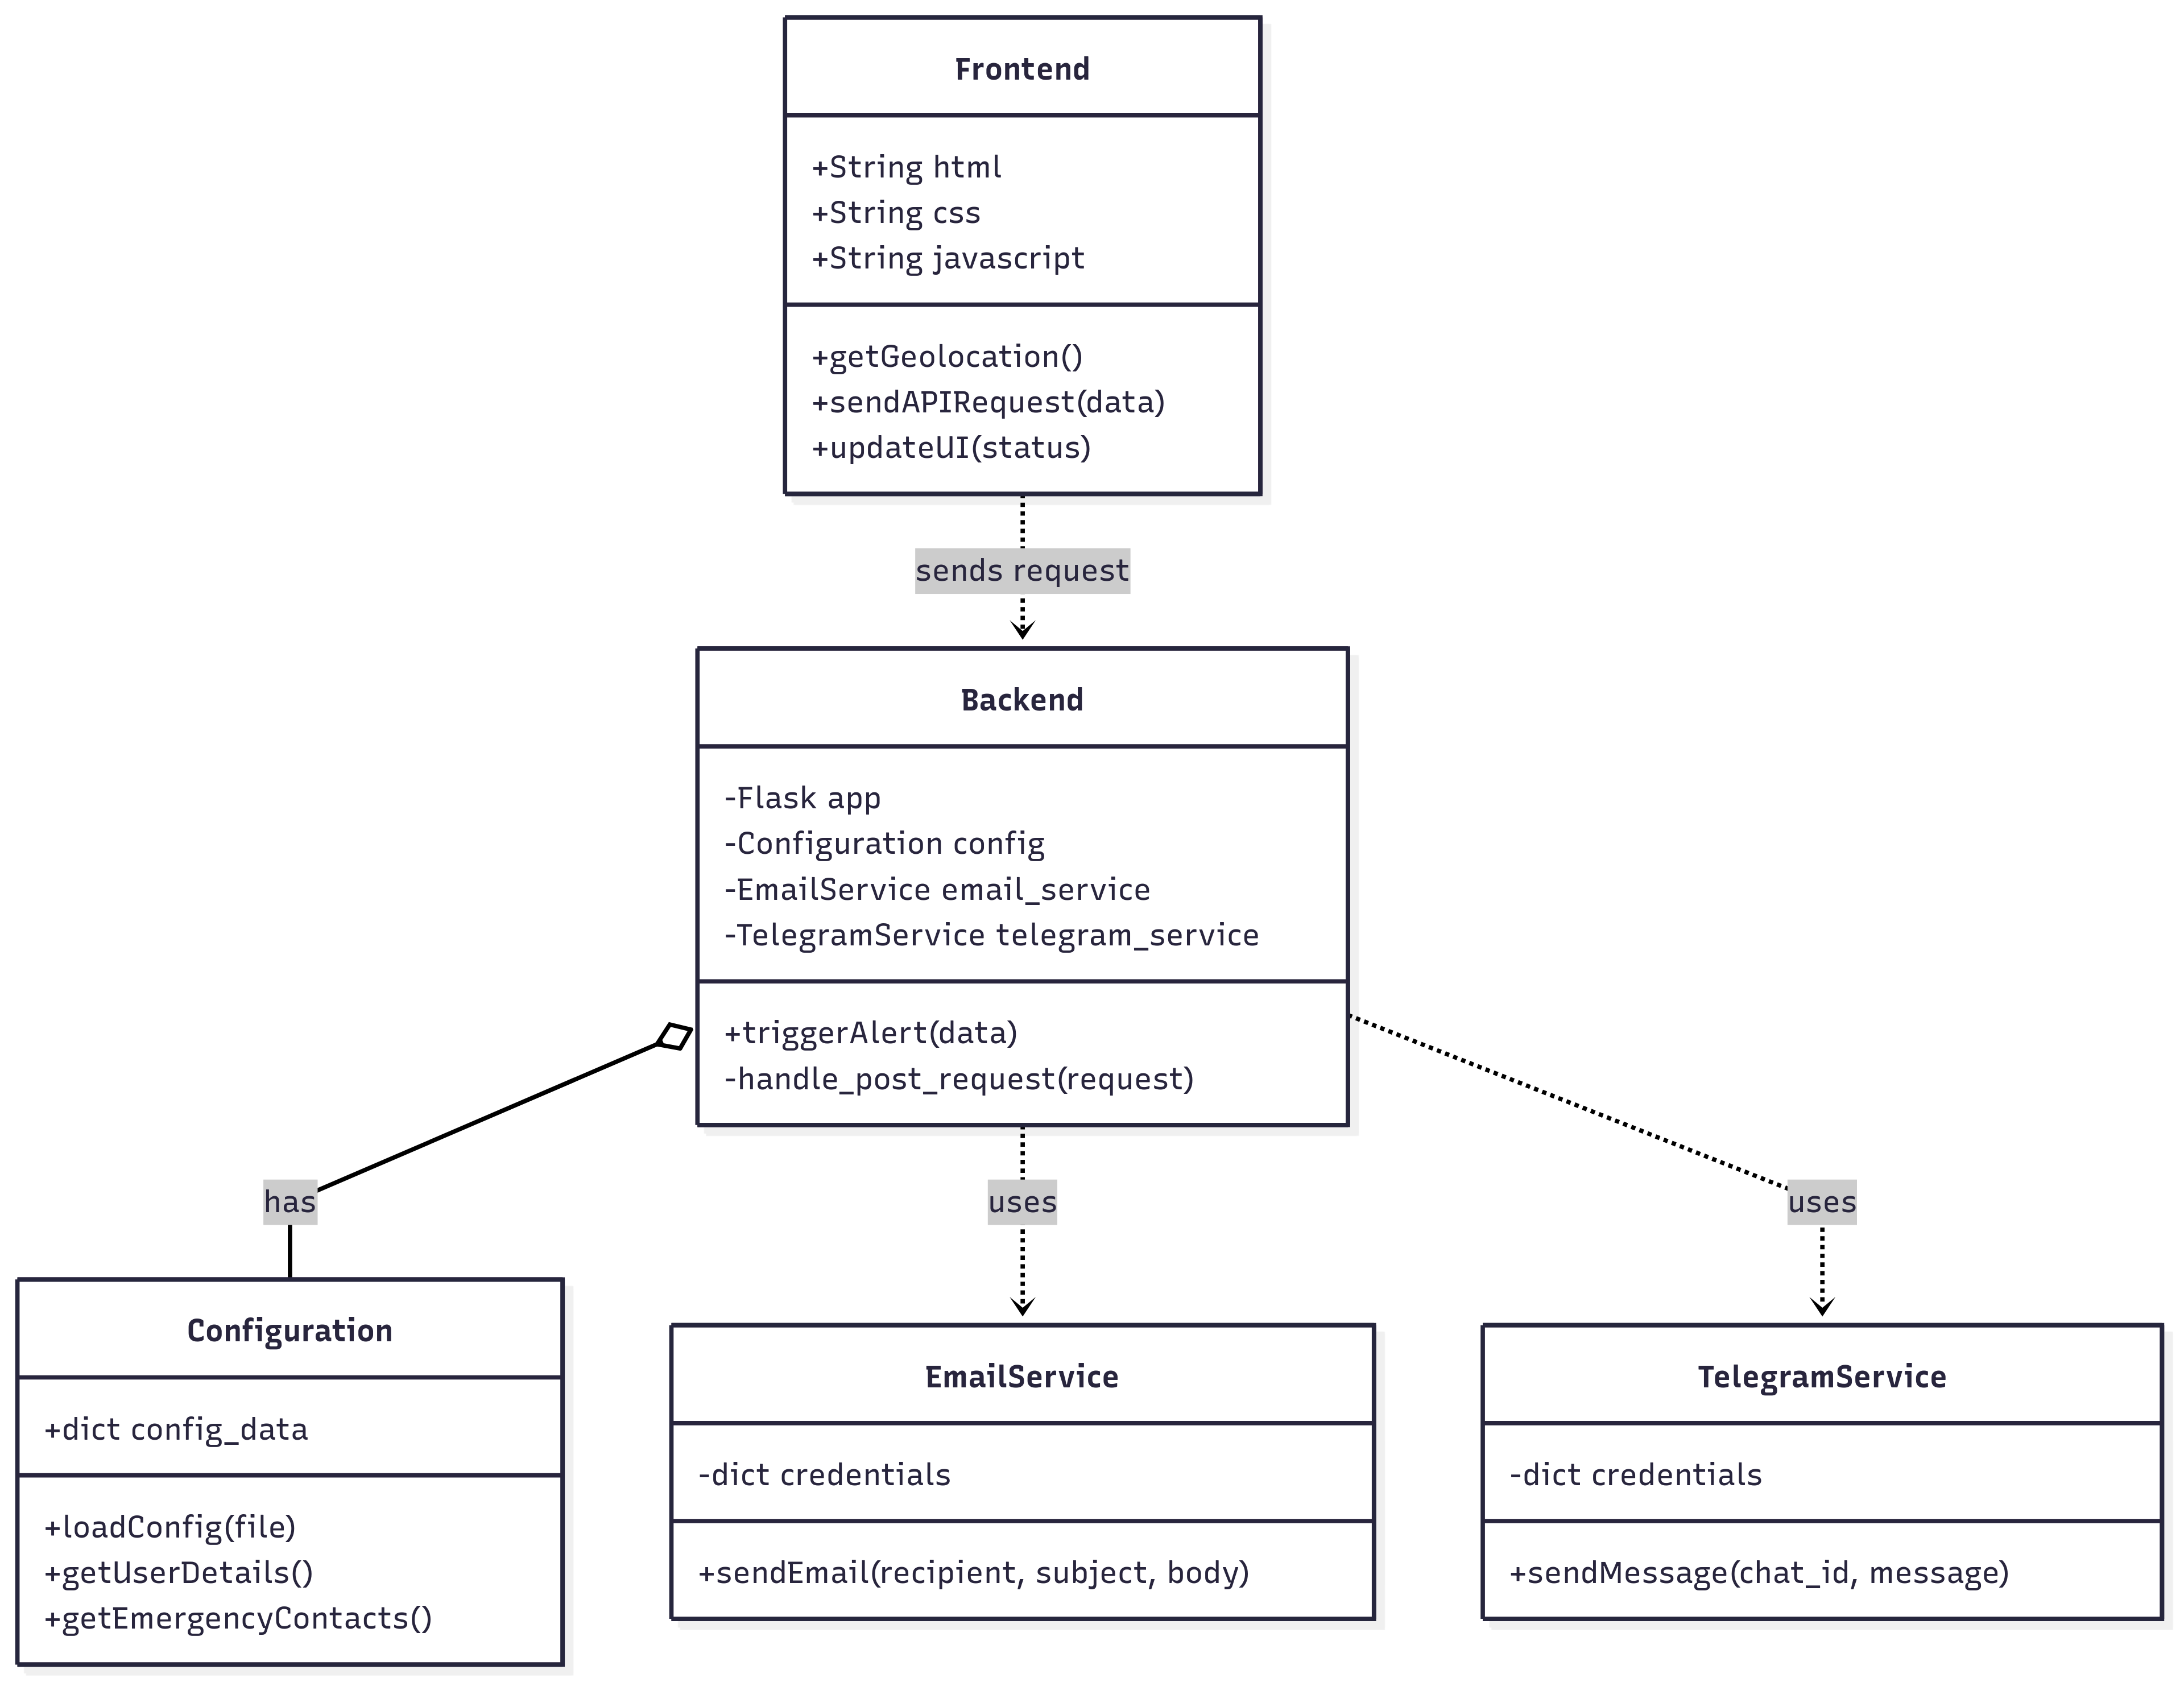 Frontend
+String html
+String css
+String javascript
+getGeolocation()
+sendAPIRequest(data)
+updateUI(status)
sends request
Backend
-Flask app
-Configuration config
-EmailService email_service
-TelegramService telegram_service
+triggerAlert(data)
-handle_post_request(request)
has
uses
uses
Configuration
+dict config_data
+loadConfig(file)
+getUserDetails()
+getEmergencyContacts()
EmailService
-dict credentials
+sendEmail(recipient, subject, body)
TelegramService
-dict credentials
+sendMessage(chat_id, message)